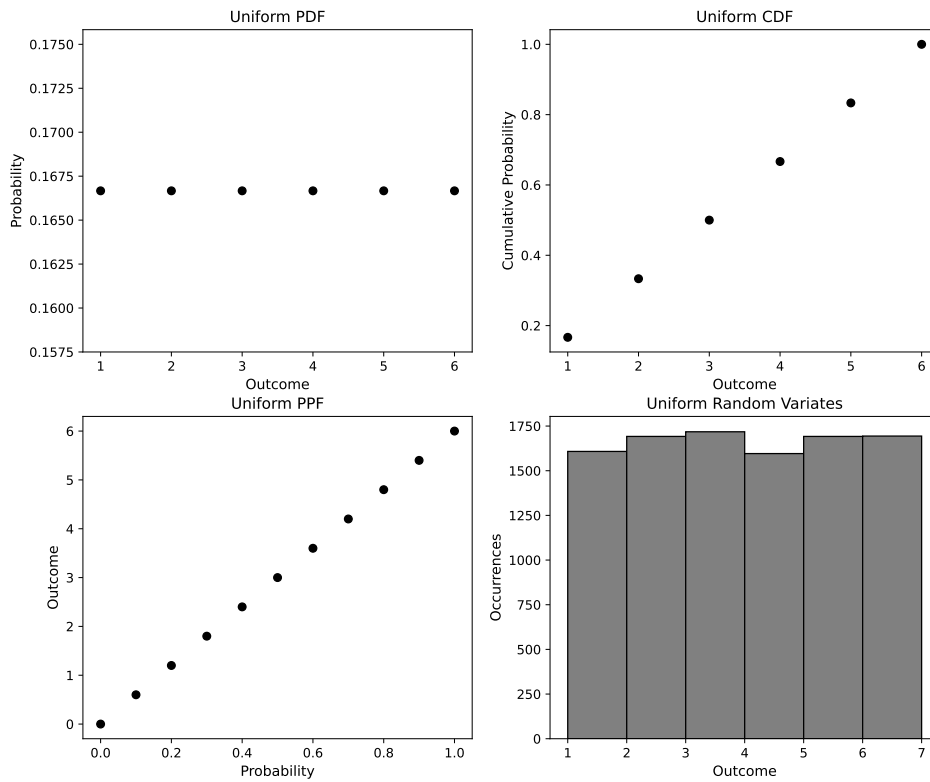 Uniform PDF
0.1750
0.1725
0.1700
0.1675
0.1650
0.1625
0.1600
0.1575
Probability
1 2 3 4 5 6
Outcome
Uniform CDF
1.0
0.8
0.6
0.4
0.2
Cumulative Probability
1 2 3 4 5 6
Outcome
Uniform PPF
6
5
4
3
2
1
0
Outcome
0.0 0.2 0.4 0.6 0.8 1.0
Probability
Uniform Random Variates
1750
1500
1250
1000
750
500
250
0
Occurrences
1 2 3 4 5 6 7
Outcome